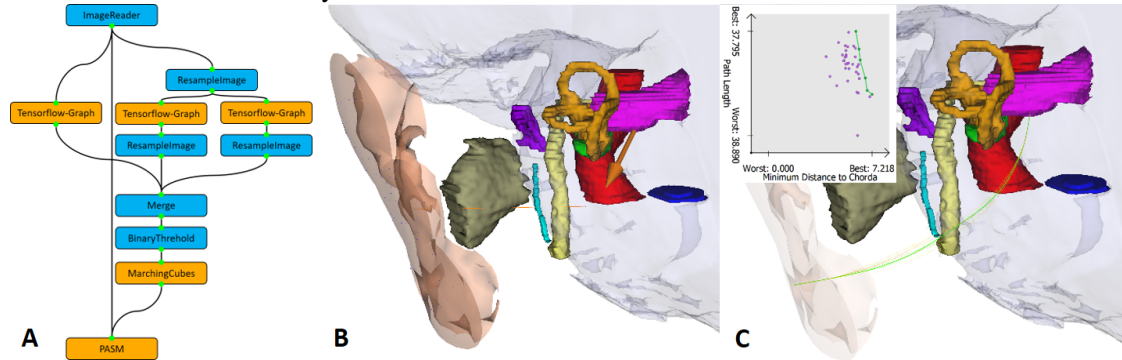 ImageReader
ResampleImage
Tensorflow-Graph
Tensorflow-Graph
Tensorflow-Graph
ResampleImage
ResampleImage
Merge
BinaryThrehold
MarchingCubes
PASM
A
B
Best: 37.795
Path Length
Worst: 38.890
Worst: 0.000
Best: 7.218
Minimum Distance to Chorda
C